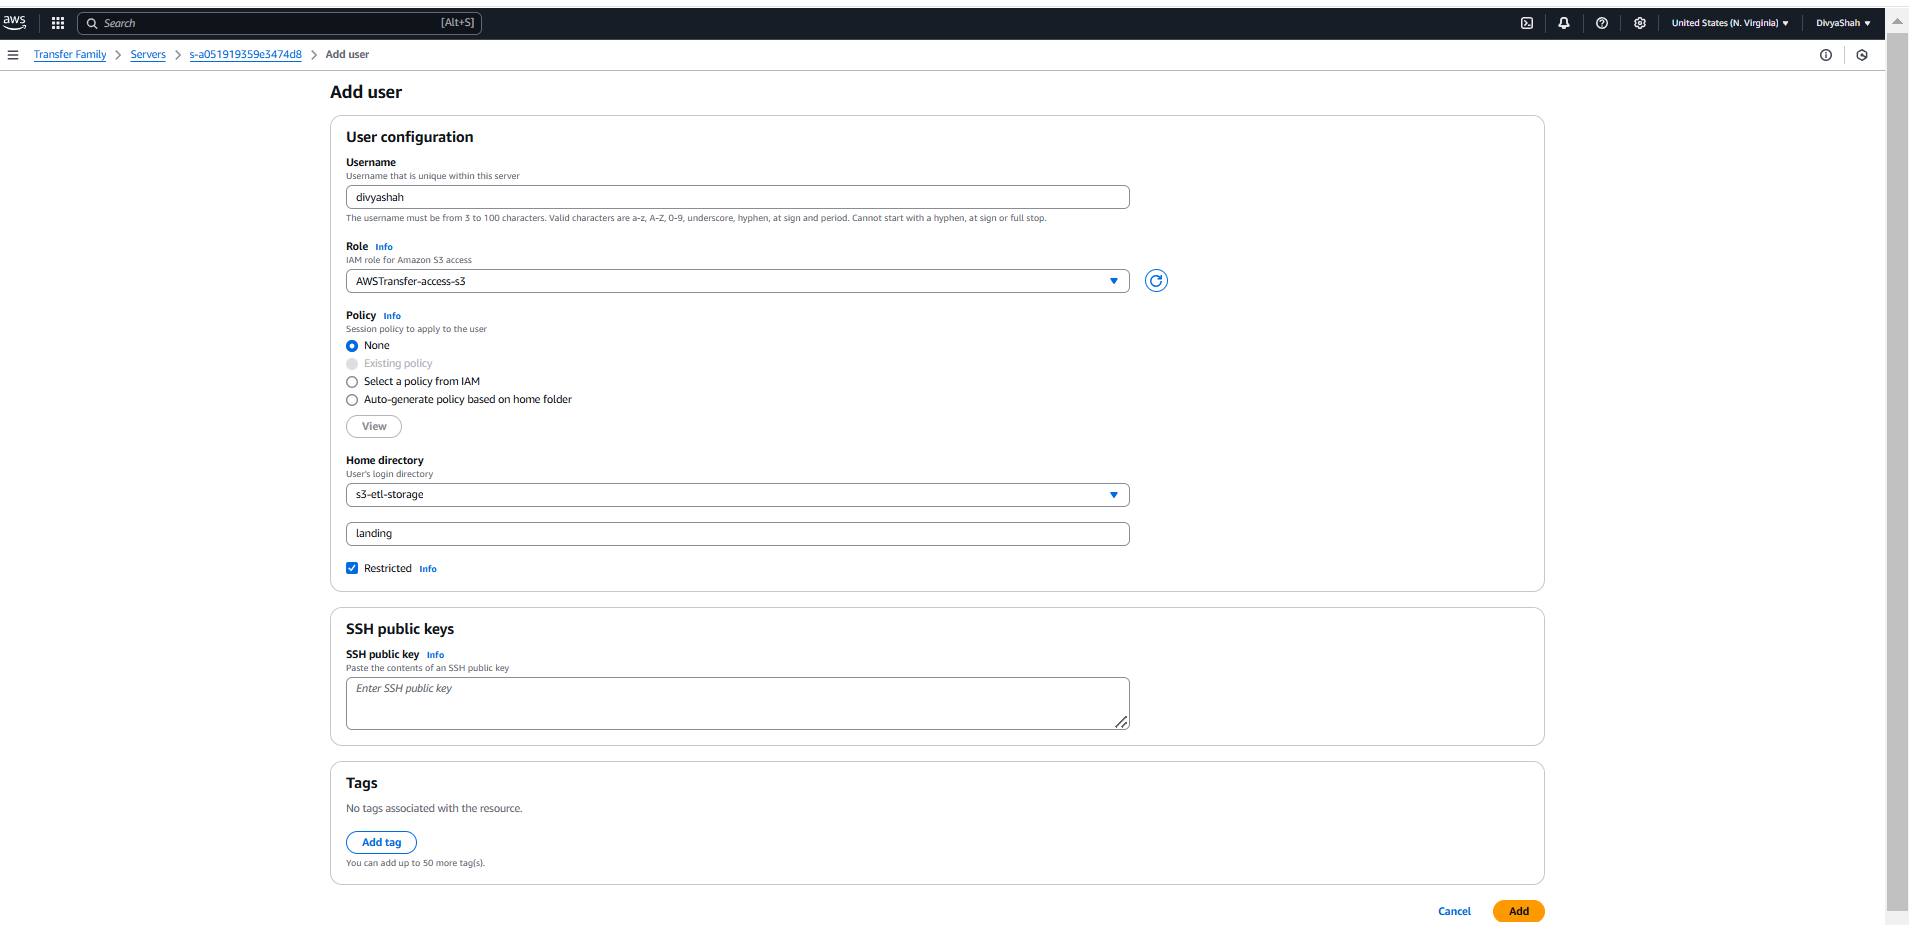 aws
Search [Alt+S]
United States (N. Virginia) DivyaShah
Transfer Family Servers s-a051919359e3474d8 Add user
Add user
User configuration
Username
Username that is unique within this server
divyashah
The username must be from 3 to 100 characters. Valid characters are a-z, A-Z, 0-9, underscore, hyphen, at sign and period. Cannot start with a hyphen, at sign or full stop.
Role Info
IAM role for Amazon S3 access
AWSTransfer-access-s3
Policy Info
Session policy to apply to the user
None
Existing policy
Select a policy from IAM
Auto-generate policy based on home folder
View
Home directory
User's login directory
s3-etl-storage
landing
Restricted Info
SSH public keys
SSH public key Info
Paste the contents of an SSH public key
Enter SSH public key
Tags
No tags associated with the resource.
Add tag
You can add up to 50 more tag(s).
Cancel Add